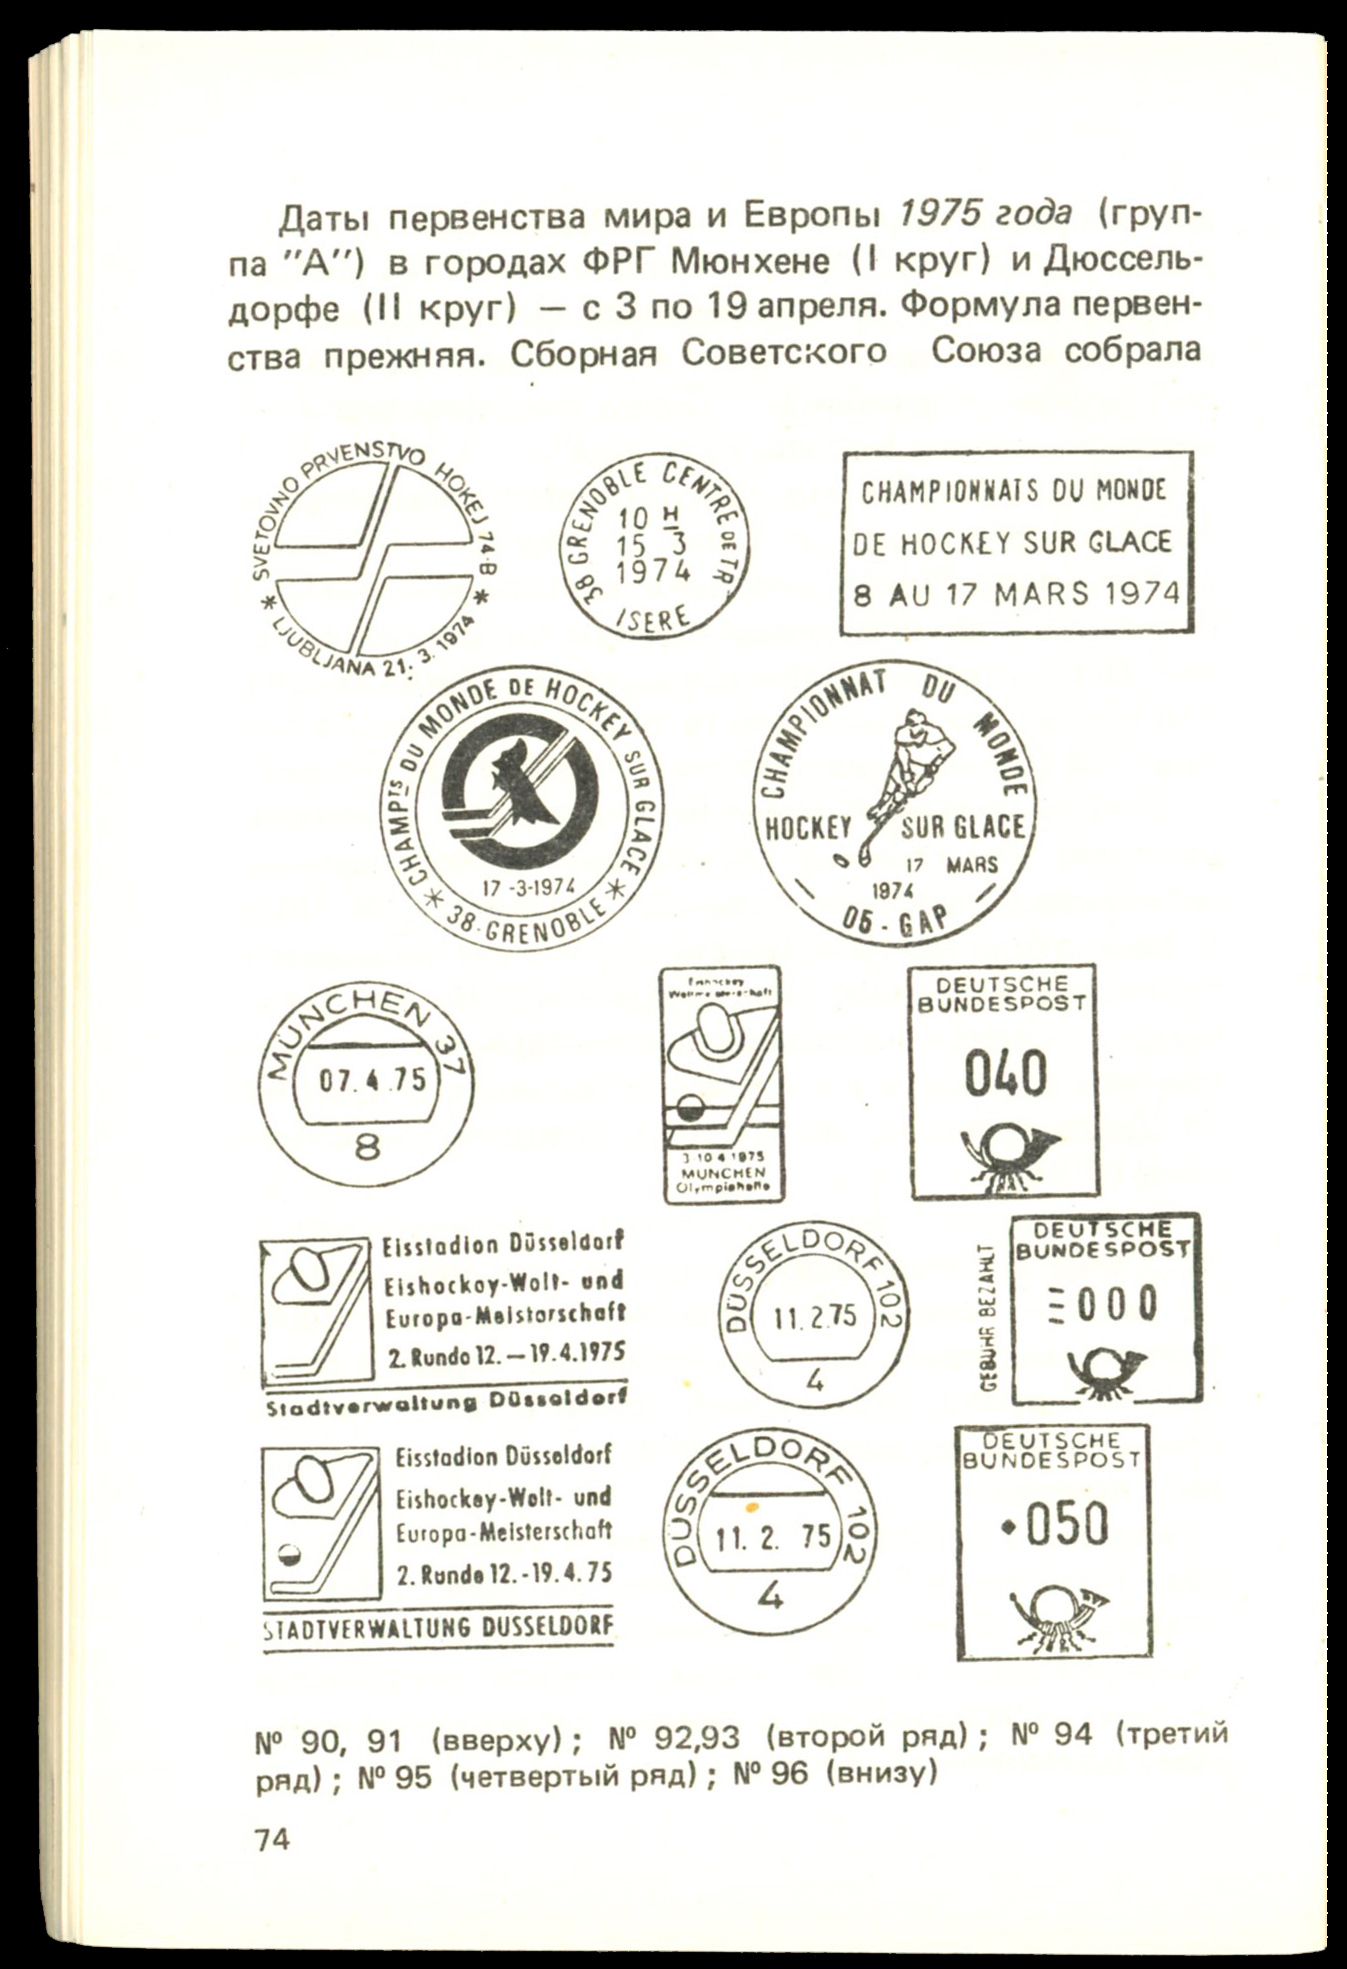 Даты первенства мира и Европы 1975 года (груп-
па "А") в городах ФРГ Мюнхене (I круг) и Дюссель-
дорфе (II круг) — с 3 по 19 апреля. Формула первен-
ства прежняя. Сборная Советского Союза собрала
SVETOVNO PRVENSTVO HOKEJ 74·B
* LJUBLJANA 21. 3. 1974 *
38 GRENOBLE CENTRE DE TR
10 H
15 3
1974
ISERE
CHAMPIONNATS DU MONDE
DE HOCKEY SUR GLACE
8 AU 17 MARS 1974
CHAMPTS DU MONDE DE HOCKEY SUR GLACE
17-3-1974
* 38·GRENOBLE *
CHAMPIONNAT DU MONDE
HOCKEY SUR GLACE
17 MARS
1974
— 05 - GAP —
MÜNCHEN 37
07.4.75
8
Eishockey
Weltmeisterschaft
3 10 4 1975
MUNCHEN
Olympiahalle
DEUTSCHE
BUNDESPOST
040
Eisstadion Düsseldorf
Eishockey-Welt- und
Europa-Meisterschaft
2. Runde 12. — 19.4.1975
Stadtverwaltung Düsseldorf
DÜSSELDORF 102
11. 2.75
4
GEBÜHR BEZAHLT
DEUTSCHE
BUNDESPOST
000
Eisstadion Düsseldorf
Eishockey-Welt- und
Europa-Meisterschaft
2. Runde 12.-19.4.75
STADTVERWALTUNG DUSSELDORF
DÜSSELDORF 102
11. 2. 75
4
DEUTSCHE
BUNDESPOST
•050
№ 90, 91 (вверху); № 92,93 (второй ряд); № 94 (третий
ряд); № 95 (четвертый ряд); № 96 (внизу)
74